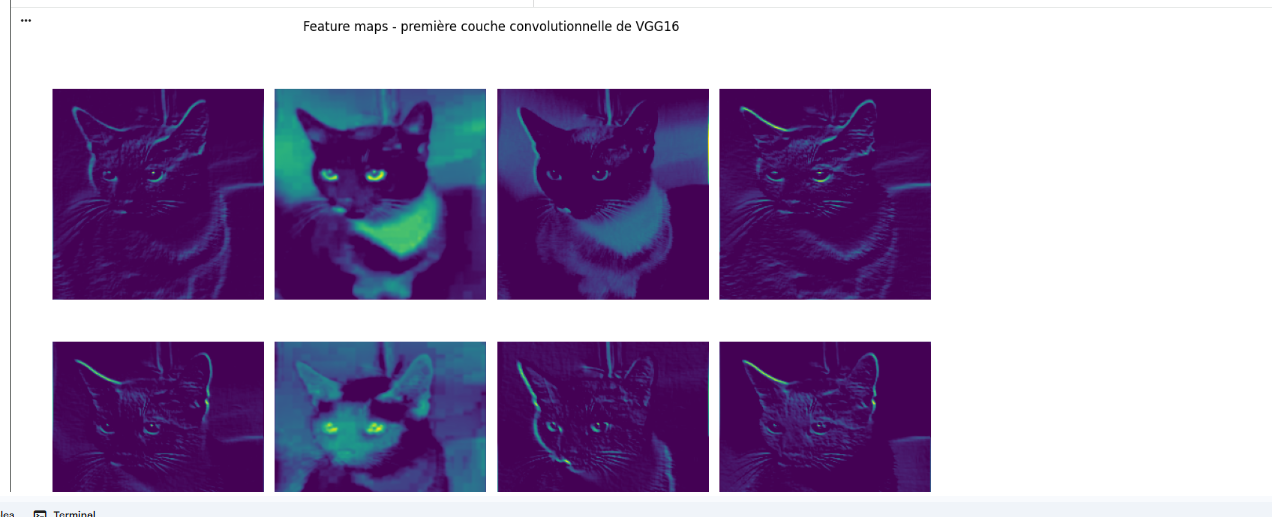 Feature maps - première couche convolutionnelle de VGG16
Terminal